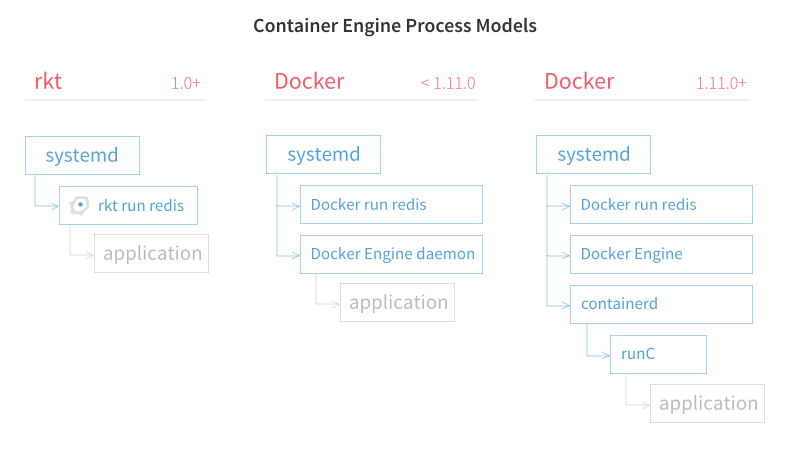 Container Engine Process Models
rkt 1.0+
systemd
rkt run redis
application
Docker < 1.11.0
systemd
Docker run redis
Docker Engine daemon
application
Docker 1.11.0+
systemd
Docker run redis
Docker Engine
containerd
runC
application